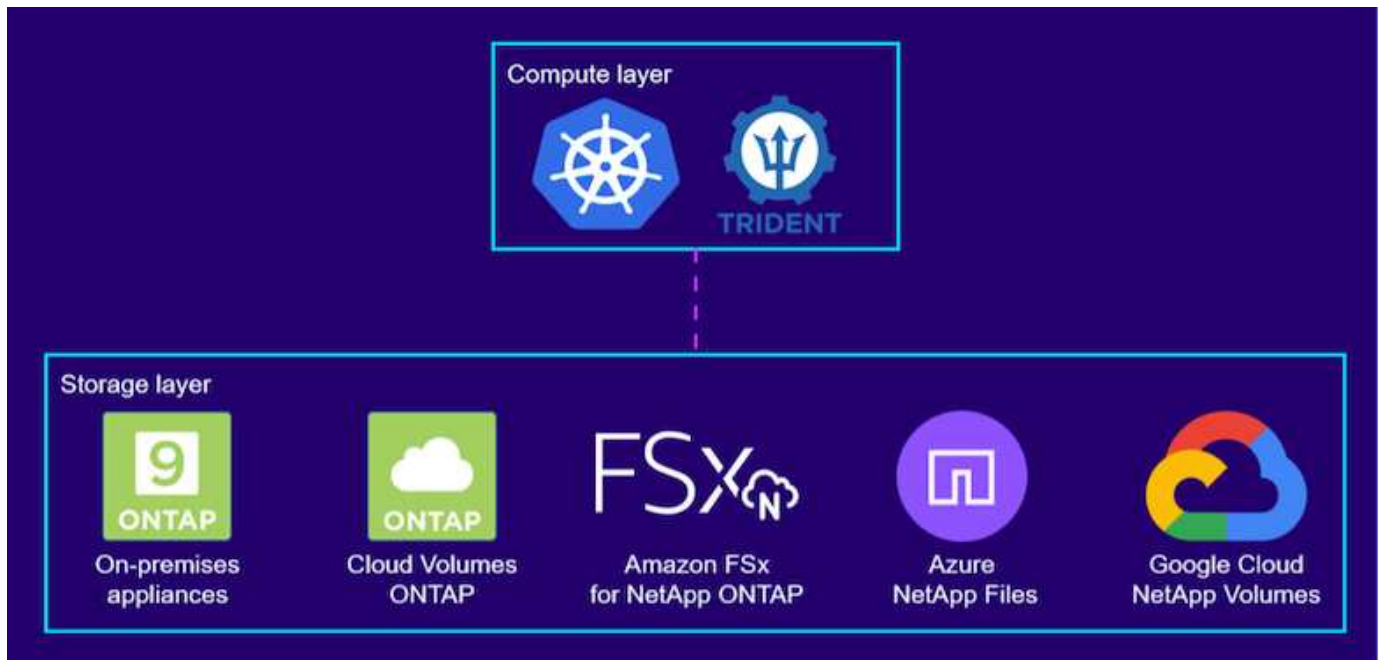 Compute layer
TRIDENT
Storage layer
9
ONTAP
On-premises
appliances
ONTAP
Cloud Volumes
ONTAP
FSx N
Amazon FSx
for NetApp ONTAP
Azure
NetApp Files
Google Cloud
NetApp Volumes